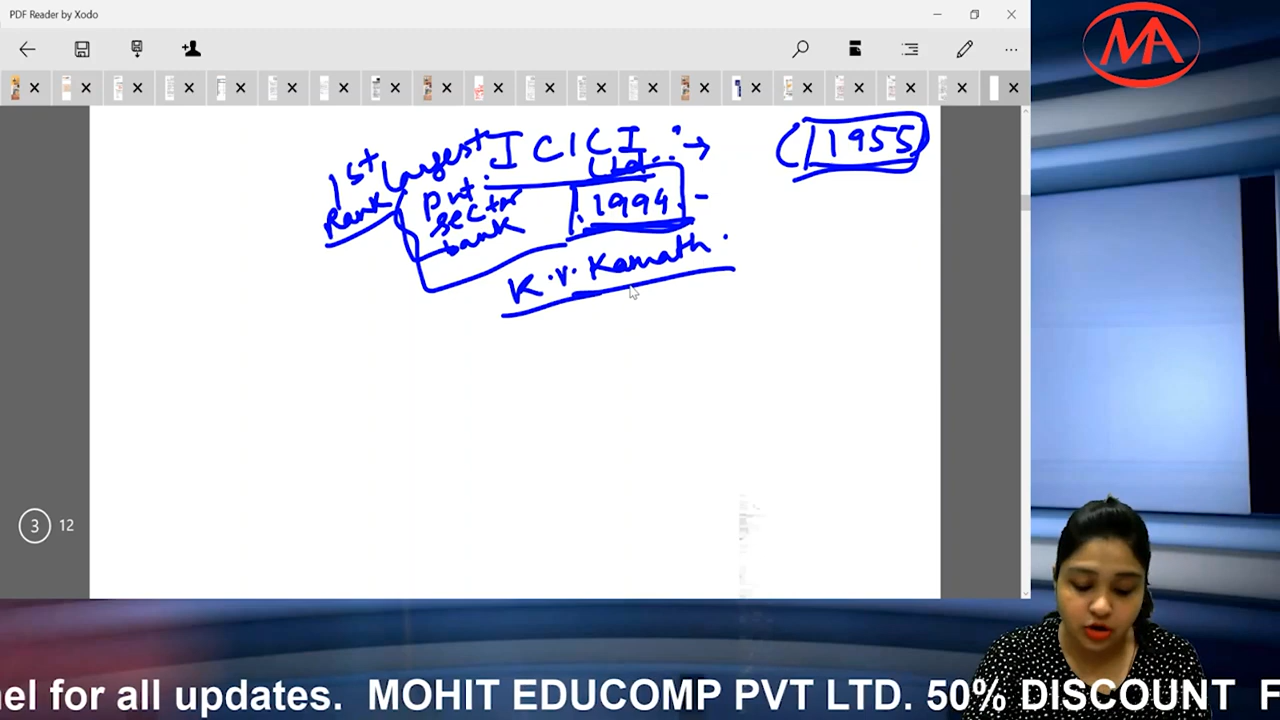 PDF Reader by Xodo
MA
1st largest
Rank
Pvt.
sector
bank
ICICI
Ltd..
→
(1955)
1994 -
K.V. Kamath.
3 12
nel for all updates. MOHIT EDUCOMP PVT LTD. 50% DISCOUNT F